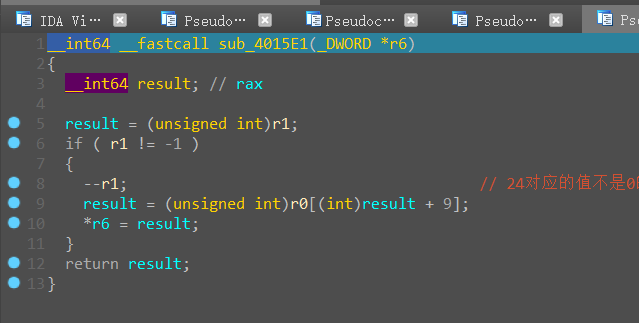 IDA Vi… Pseudo… Pseudoc… Pseudo… Ps
1 __int64 __fastcall sub_4015E1(_DWORD *r6)
2 {
3 __int64 result; // rax
4
5 result = (unsigned int)r1;
6 if ( r1 != -1 )
7 {
8 --r1; // 24对应的值不是0
9 result = (unsigned int)r0[(int)result + 9];
10 *r6 = result;
11 }
12 return result;
13 }